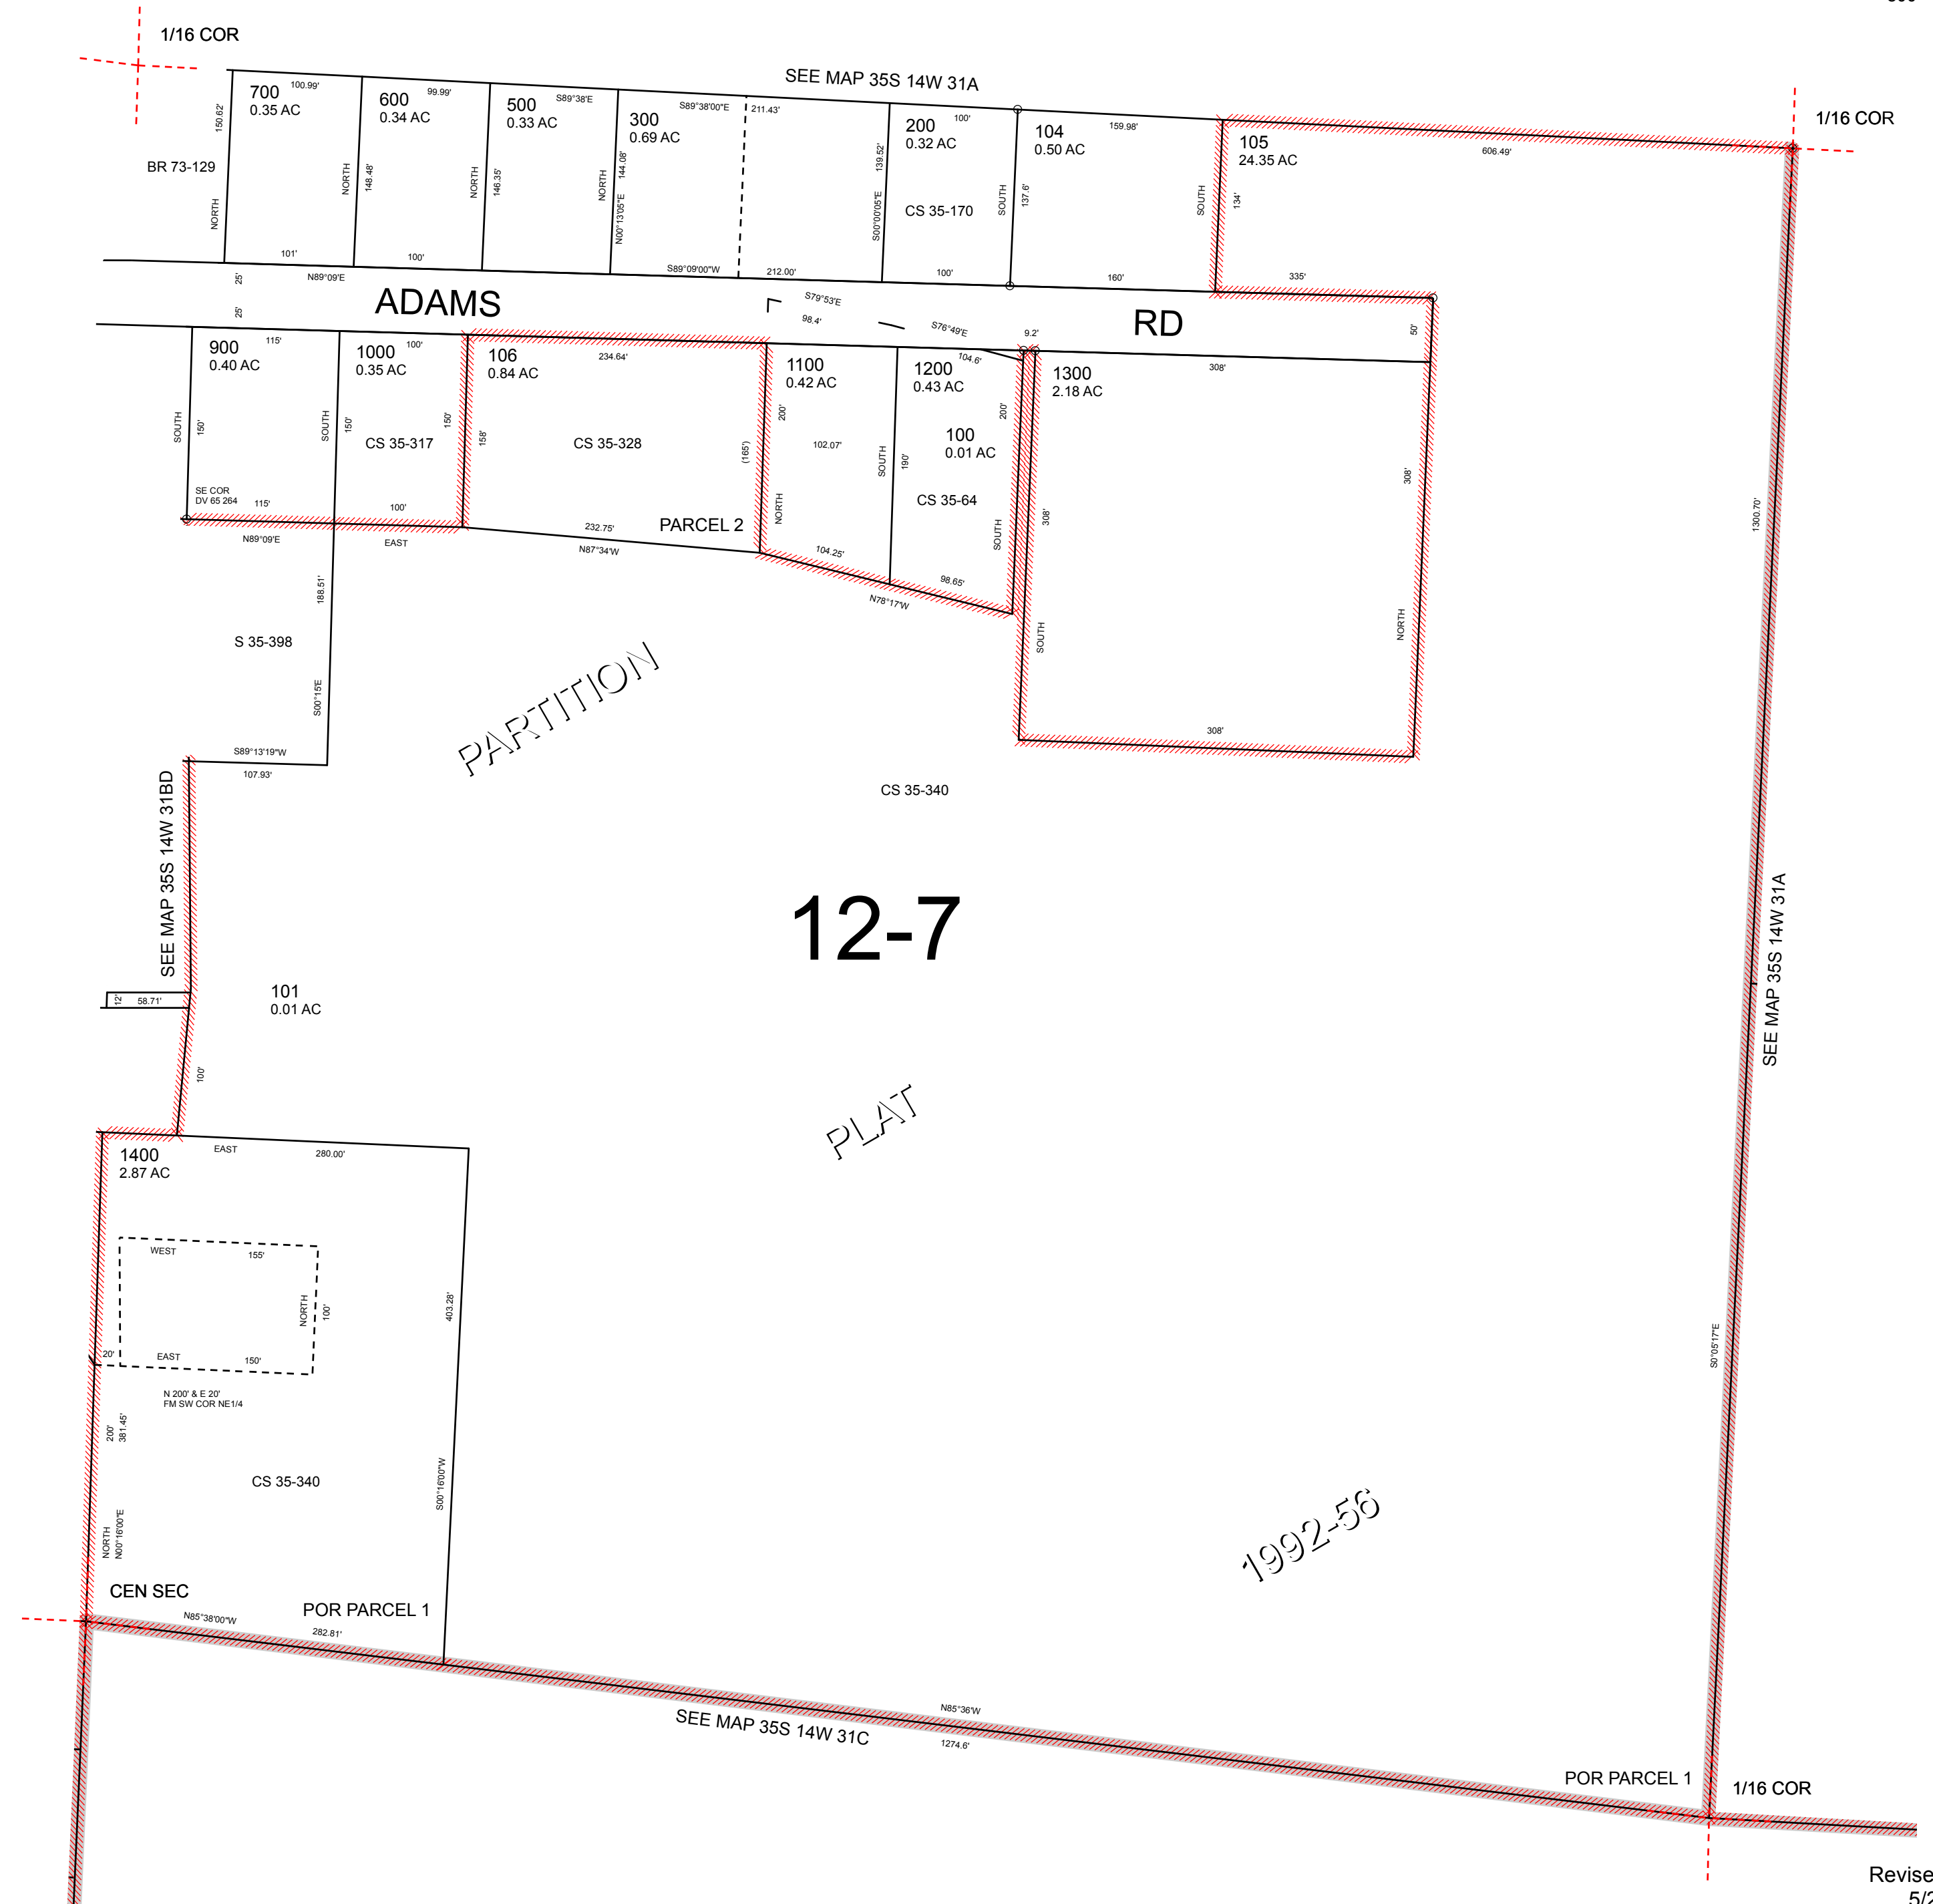 1/16 COR
SEE MAP 35S 14W 31A
1/16 COR
700
0.35 AC
100.99'
150.62'
BR 73-129
NORTH
101'
600
0.34 AC
99.99'
NORTH
148.48'
100'
500
0.33 AC
S89°38'E
NORTH
146.35'
300
0.69 AC
S89°38'00"E
211.43'
NORTH
144.08'
N00°13'05"E
S89°09'00"W
212.00'
200
0.32 AC
100'
139.52'
S00°00'05"E
CS 35-170
100'
104
0.50 AC
159.98'
SOUTH
137.6'
160'
105
24.35 AC
606.49'
SOUTH
134'
335'
25'
25'
N89°09'E
ADAMS
S79°53'E
98.4'
S76°49'E
9.2'
RD
50'
900
0.40 AC
115'
SOUTH
150'
SE COR
DV 65 264
115'
N89°09'E
1000
0.35 AC
100'
SOUTH
150'
150'
CS 35-317
100'
EAST
106
0.84 AC
234.64'
158'
CS 35-328
(165')
PARCEL 2
232.75'
N87°34'W
1100
0.42 AC
200'
102.07'
NORTH
104.25'
1200
0.43 AC
104.6'
SOUTH
190'
200'
100
0.01 AC
CS 35-64
SOUTH
98.65'
N78°17'W
1300
2.18 AC
308'
308'
SOUTH
308'
NORTH
308'
1300.70'
188.51'
S 35-398
S00°15'E
S89°13'19"W
107.93'
PARTITION
CS 35-340
SEE MAP 35S 14W 31BD
12-7
SEE MAP 35S 14W 31A
12'
58.71'
101
0.01 AC
100'
PLAT
1400
2.87 AC
EAST
280.00'
WEST
155'
NORTH
100'
403.28'
20'
EAST
150'
N 200' & E 20'
FM SW COR NE1/4
200'
381.45'
CS 35-340
S00°16'00"W
NORTH
N00°16'00"E
S0°05'17"E
1992-56
CEN SEC
POR PARCEL 1
N85°38'00"W
282.81'
N85°36'W
SEE MAP 35S 14W 31C
1274.6'
POR PARCEL 1
1/16 COR
Revise
5/2